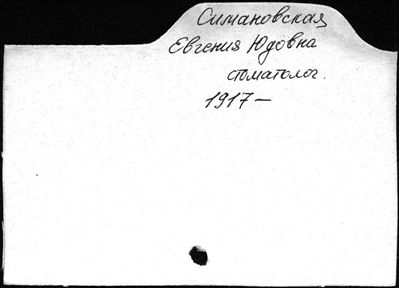 Симановская
Евгения Юдовна
стоматолог.
1917-